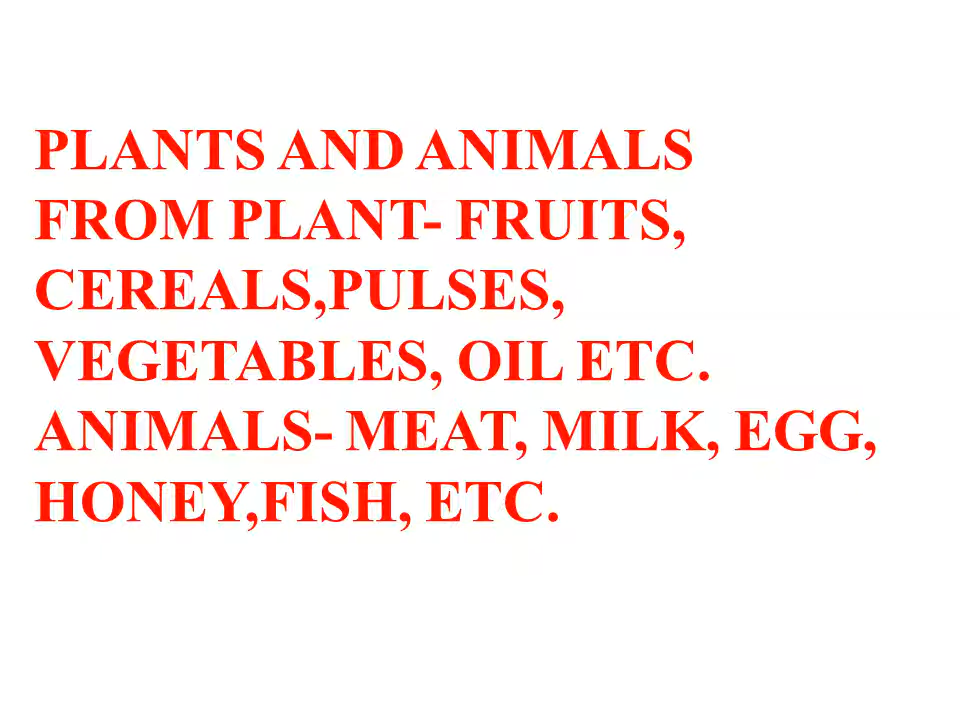 PLANTS AND ANIMALS
FROM PLANT- FRUITS,
CEREALS,PULSES,
VEGETABLES, OIL ETC.
ANIMALS- MEAT, MILK, EGG,
HONEY,FISH, ETC.